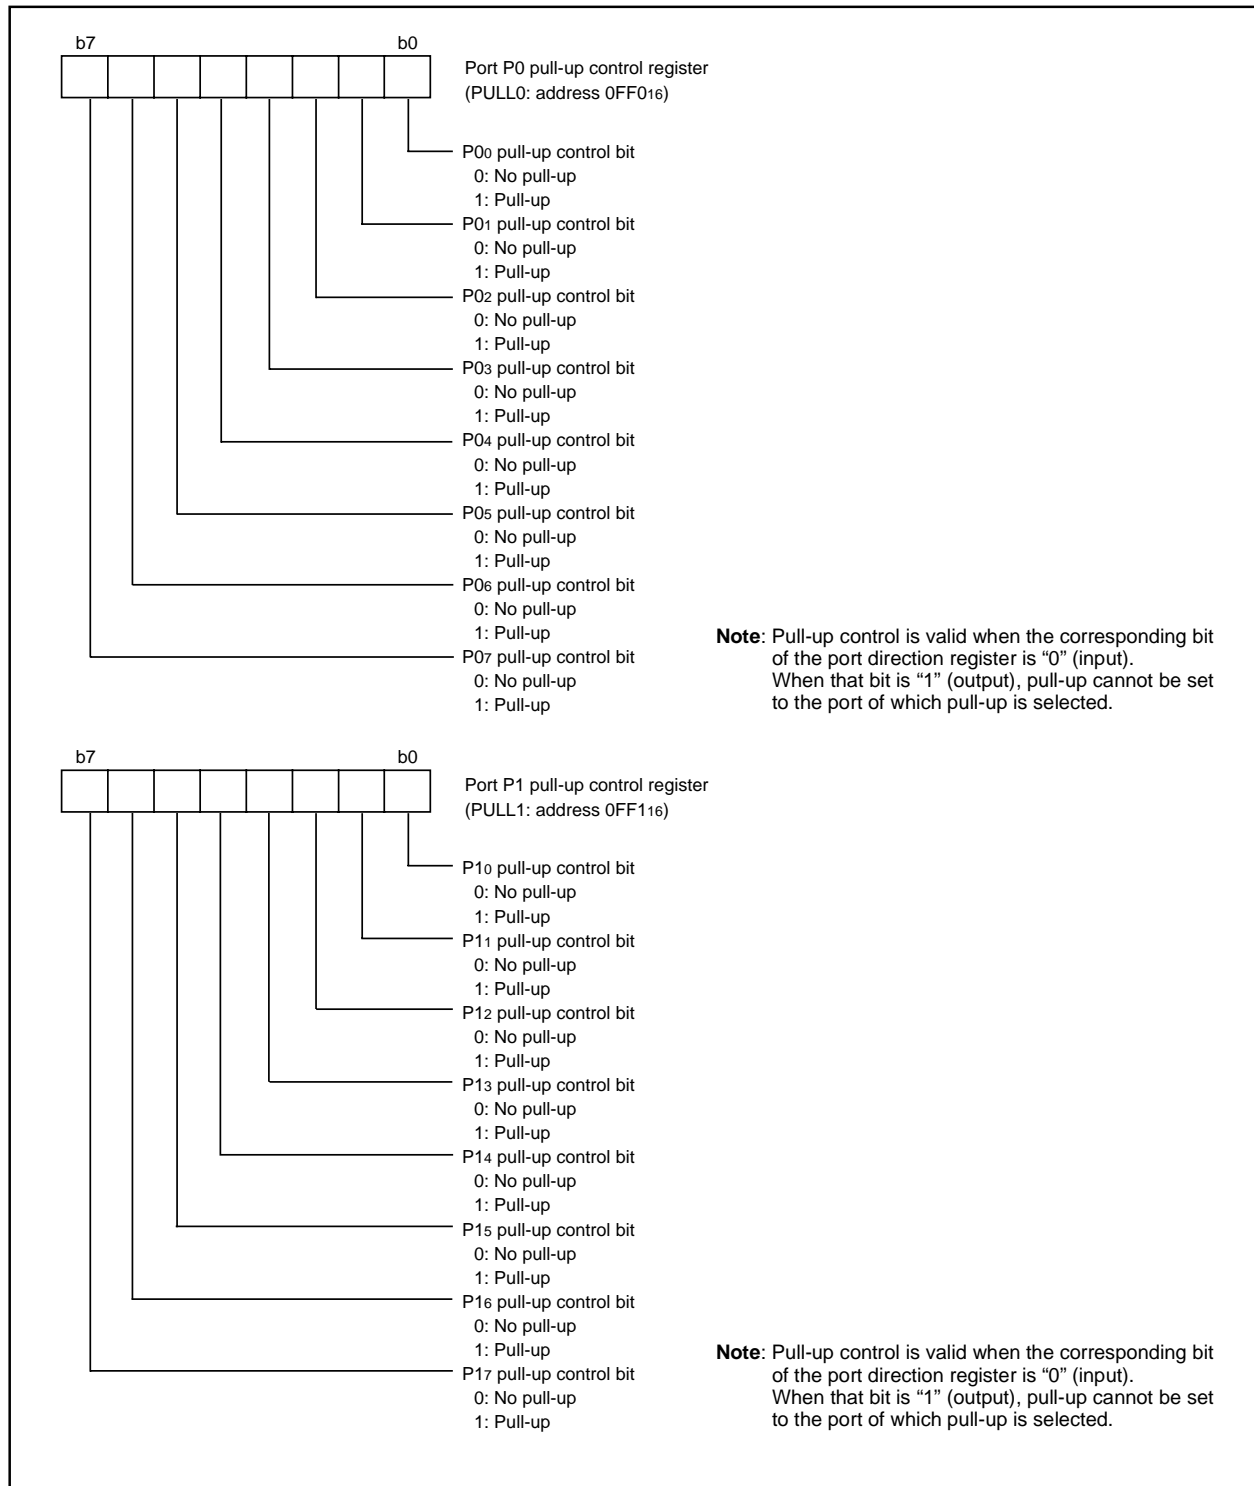 b7 b0
Port P0 pull-up control register
(PULL0: address 0FF016)
P00 pull-up control bit
0: No pull-up
1: Pull-up
P01 pull-up control bit
0: No pull-up
1: Pull-up
P02 pull-up control bit
0: No pull-up
1: Pull-up
P03 pull-up control bit
0: No pull-up
1: Pull-up
P04 pull-up control bit
0: No pull-up
1: Pull-up
P05 pull-up control bit
0: No pull-up
1: Pull-up
P06 pull-up control bit
0: No pull-up
1: Pull-up
P07 pull-up control bit
0: No pull-up
1: Pull-up
Note: Pull-up control is valid when the corresponding bit
of the port direction register is “0” (input).
When that bit is “1” (output), pull-up cannot be set
to the port of which pull-up is selected.
b7 b0
Port P1 pull-up control register
(PULL1: address 0FF116)
P10 pull-up control bit
0: No pull-up
1: Pull-up
P11 pull-up control bit
0: No pull-up
1: Pull-up
P12 pull-up control bit
0: No pull-up
1: Pull-up
P13 pull-up control bit
0: No pull-up
1: Pull-up
P14 pull-up control bit
0: No pull-up
1: Pull-up
P15 pull-up control bit
0: No pull-up
1: Pull-up
P16 pull-up control bit
0: No pull-up
1: Pull-up
P17 pull-up control bit
0: No pull-up
1: Pull-up
Note: Pull-up control is valid when the corresponding bit
of the port direction register is “0” (input).
When that bit is “1” (output), pull-up cannot be set
to the port of which pull-up is selected.